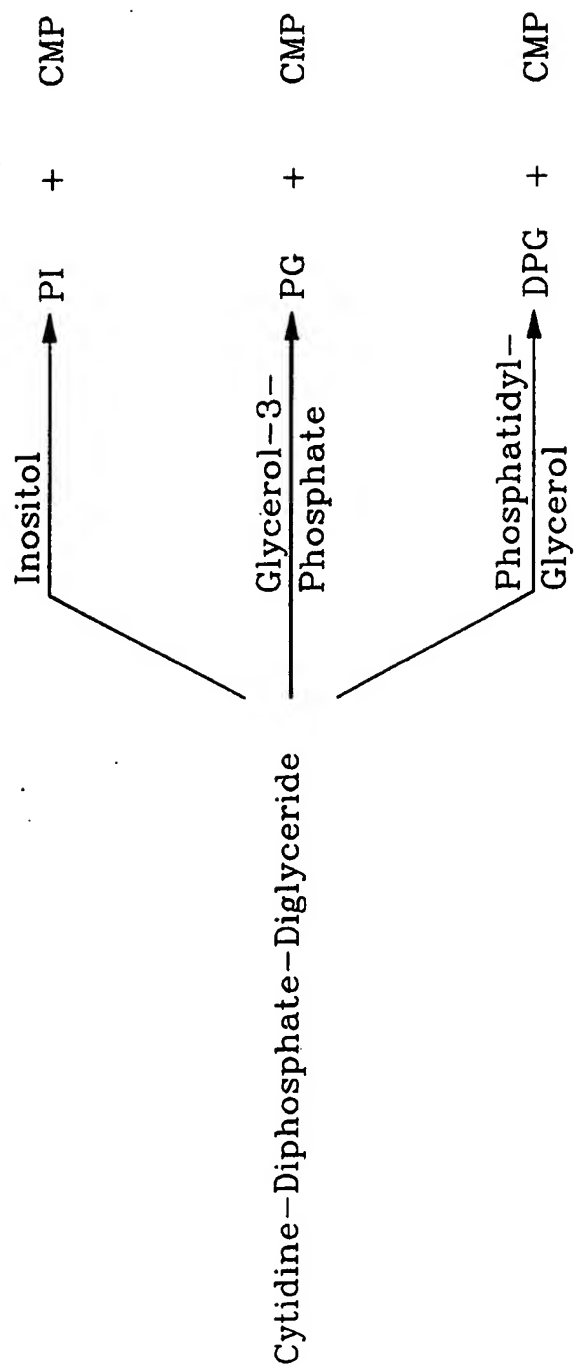 Inositol
PI + CMP
Cytidine-Diphosphate-Diglyceride
Glycerol-3-
Phosphate
PG + CMP
Phosphatidyl-
Glycerol
DPG + CMP